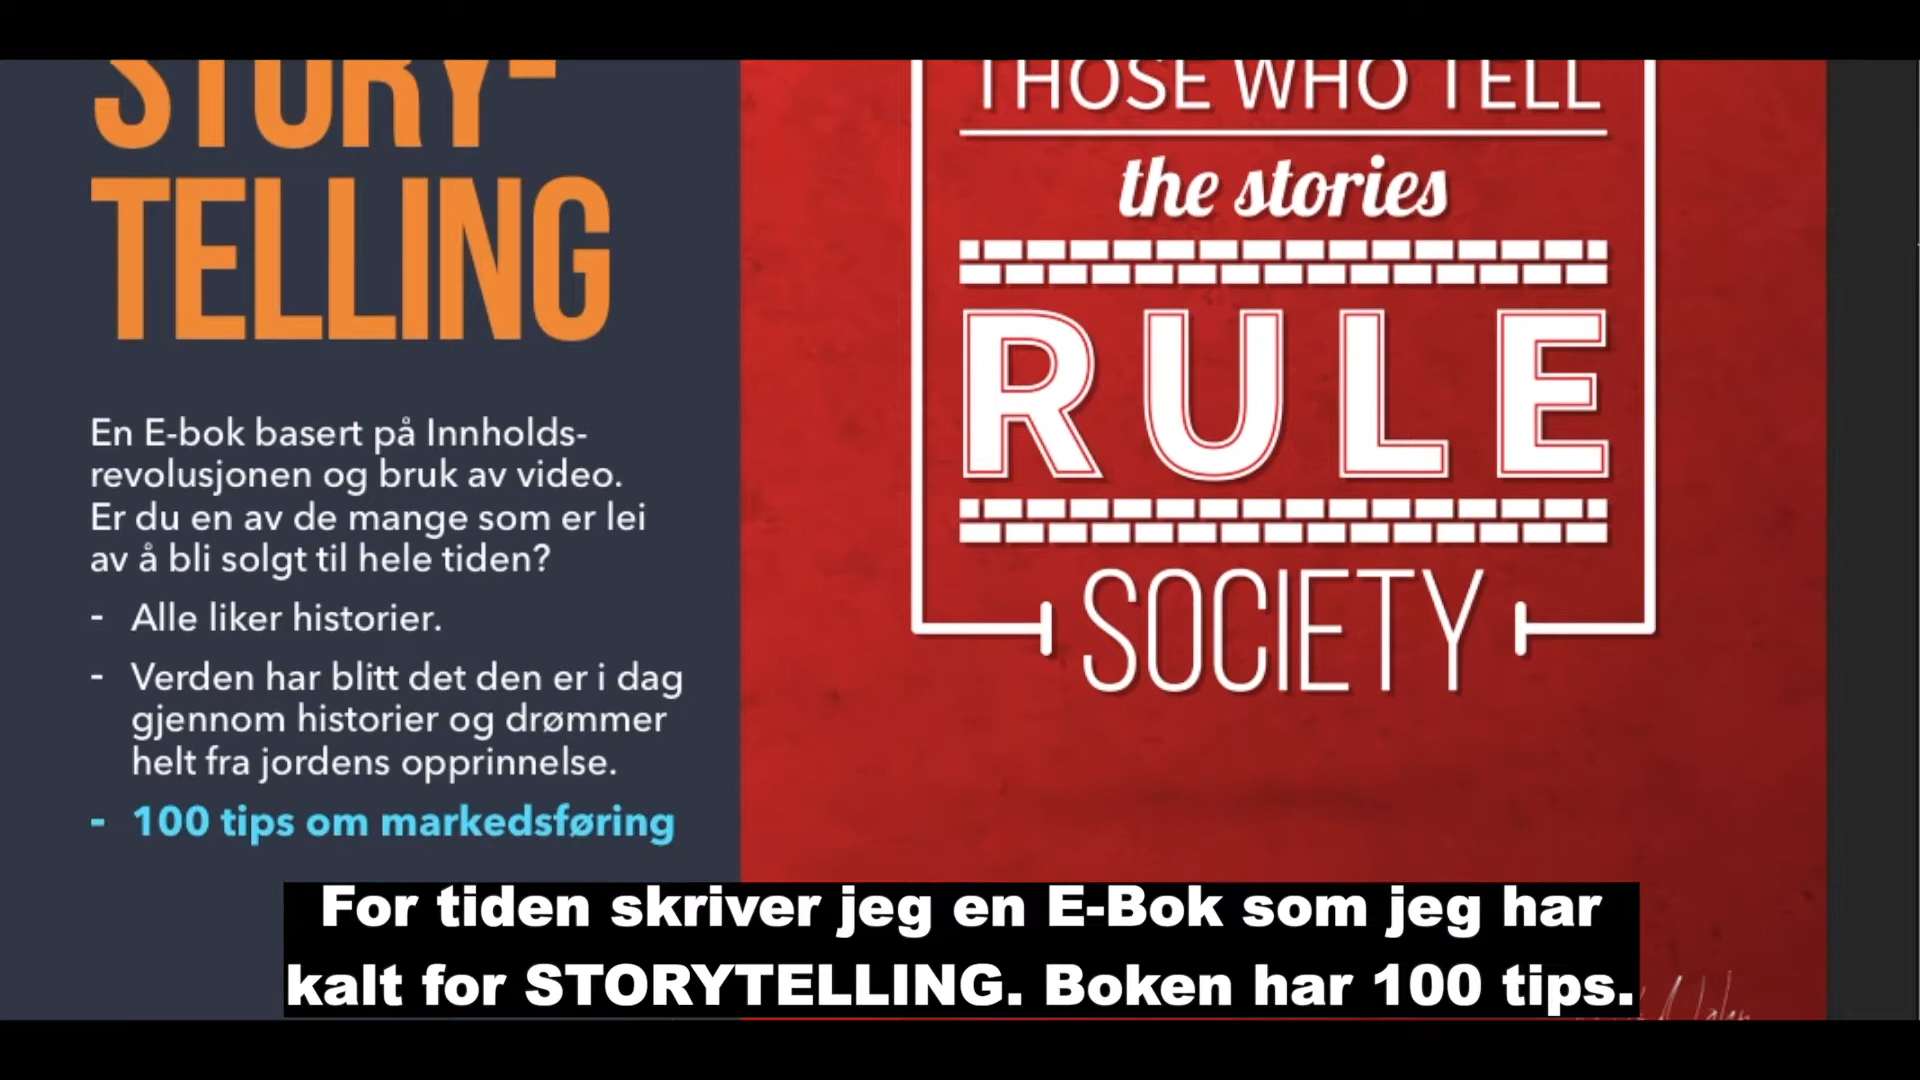 STORY-
TELLING
En E-bok basert på Innholds-
revolusjonen og bruk av video.
Er du en av de mange som er lei
av å bli solgt til hele tiden?
- Alle liker historier.
- Verden har blitt det den er i dag
gjennom historier og drømmer
helt fra jordens opprinnelse.
- 100 tips om markedsføring
THOSE WHO TELL
the stories
RULE
SOCIETY
For tiden skriver jeg en E-Bok som jeg har
kalt for STORYTELLING. Boken har 100 tips.